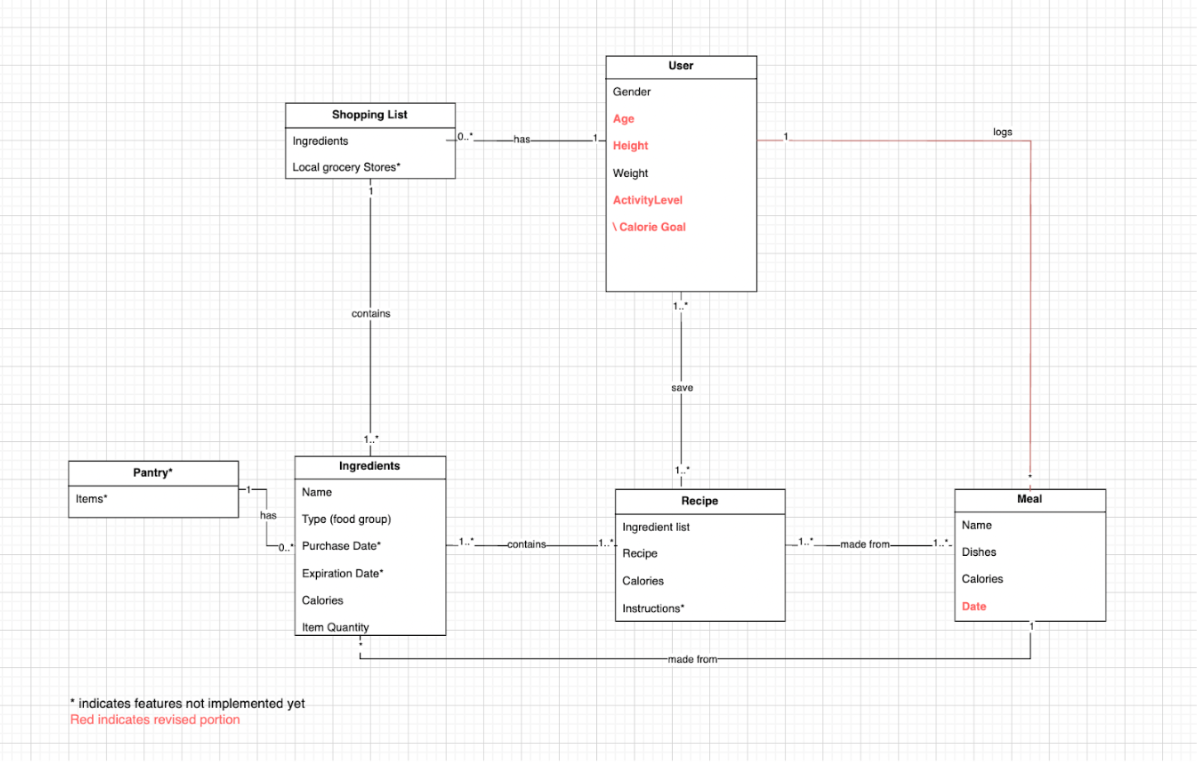 User
Gender
Age
Height
Weight
ActivityLevel
\ Calorie Goal
Shopping List
Ingredients
Local grocery Stores*
0..*
has
1
1
logs
*
1
contains
1..*
1..*
save
1..*
Pantry*
Items*
1
has
0..*
Ingredients
Name
Type (food group)
Purchase Date*
Expiration Date*
Calories
Item Quantity
1..*
contains
1..*
Recipe
Ingredient list
Recipe
Calories
Instructions*
1..*
made from
1..*
Meal
Name
Dishes
Calories
Date
*
made from
1
* indicates features not implemented yet
Red indicates revised portion